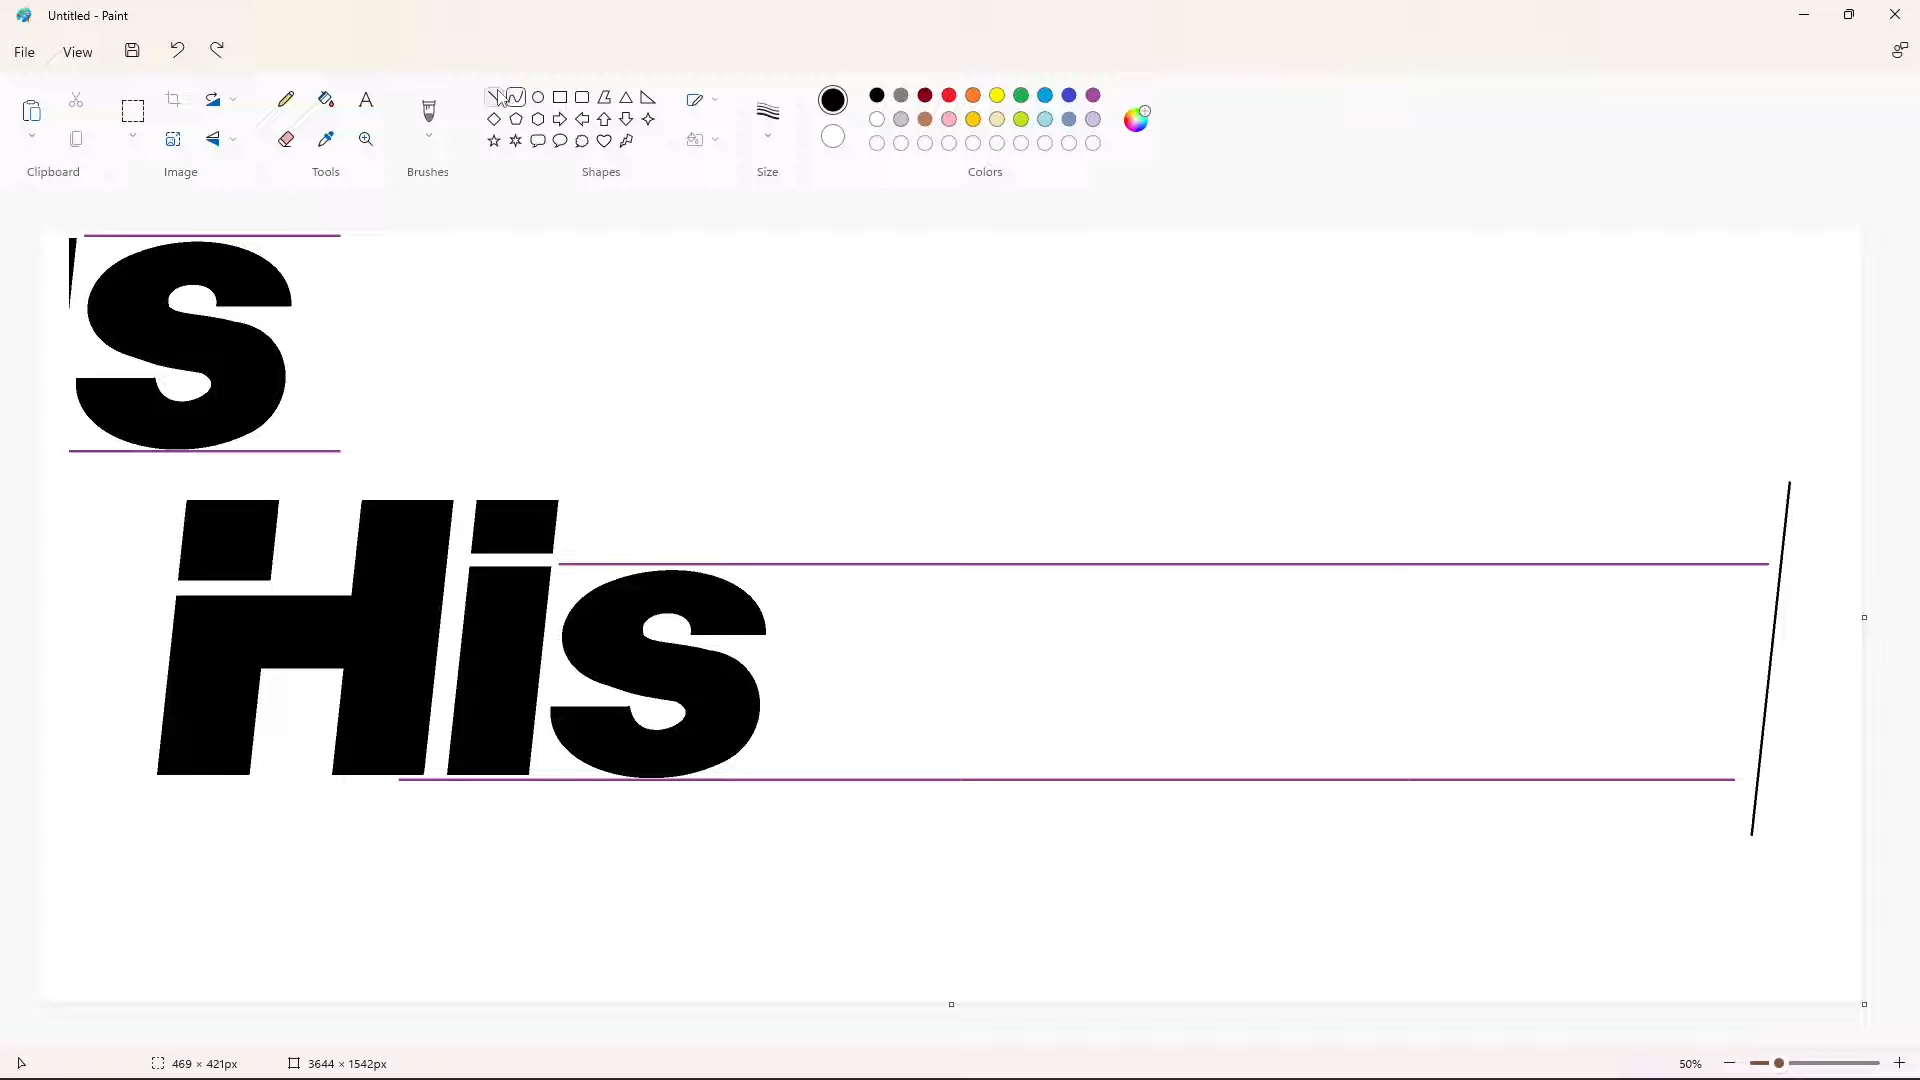 Untitled - Paint
File View
Clipboard
Image
Tools
Brushes
Shapes
Size
Colors
s
His
469 × 421px
3644 × 1542px
50%